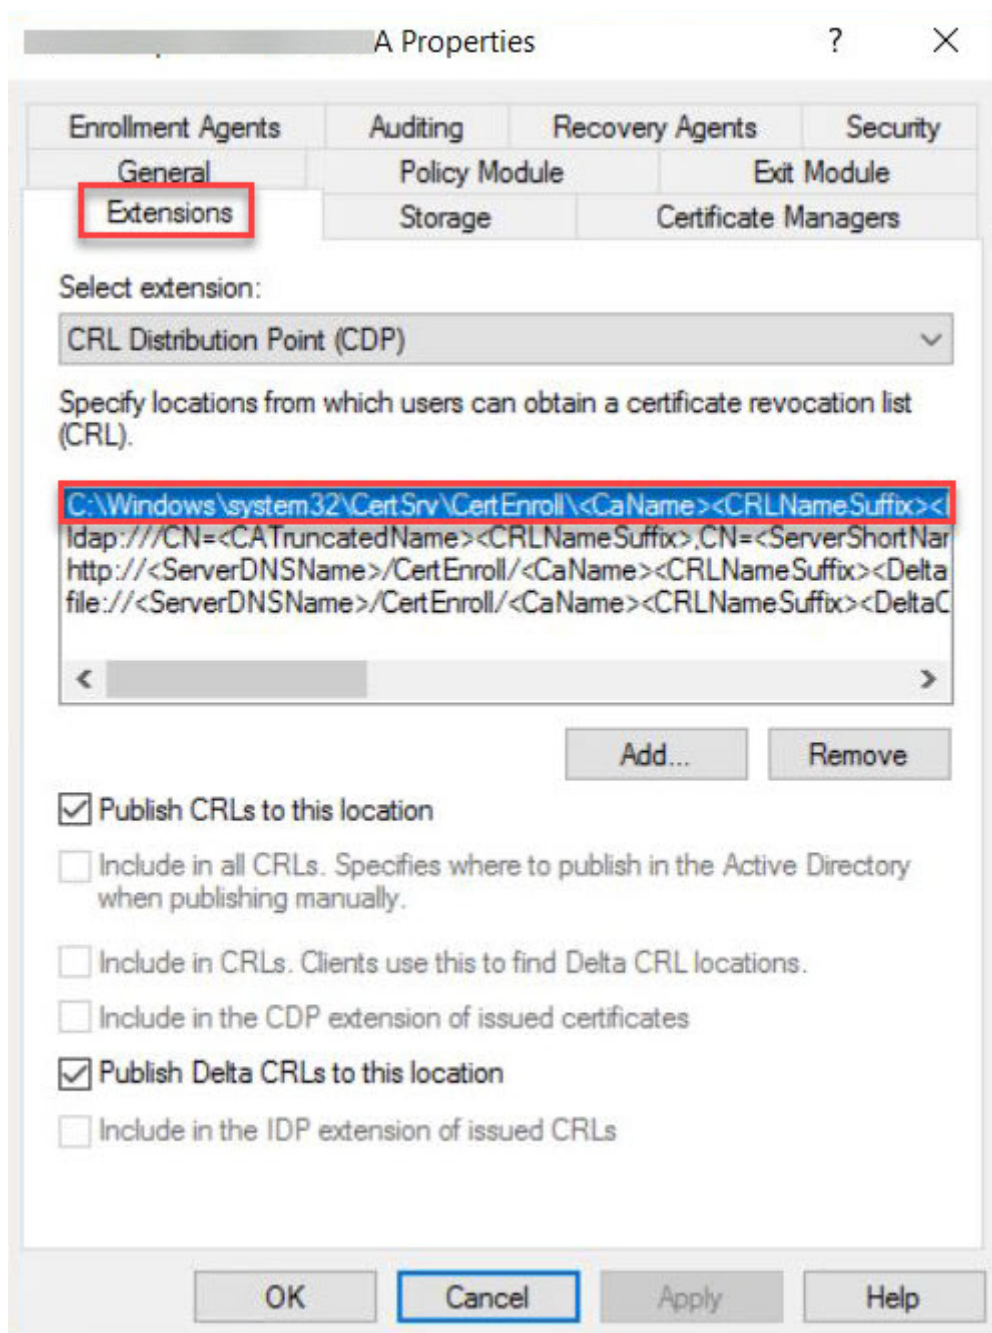 A Properties
?
Enrollment Agents
Auditing
Recovery Agents
Security
General
Policy Module
Exit Module
Extensions
Storage
Certificate Managers
Select extension:
CRL Distribution Point (CDP)
Specify locations from which users can obtain a certificate revocation list
(CRL).
C:\Windows\system32\CertSrv\CertEnroll\<CaName><CRLNameSuffix><
ldap:///CN=<CATruncatedName><CRLNameSuffix>,CN=<ServerShortNar
http://<ServerDNSName>/CertEnroll/<CaName><CRLNameSuffix><Delta
file://<ServerDNSName>/CertEnroll/<CaName><CRLNameSuffix><DeltaC
Add...
Remove
Publish CRLs to this location
Include in all CRLs. Specifies where to publish in the Active Directory
when publishing manually.
Include in CRLs. Clients use this to find Delta CRL locations.
Include in the CDP extension of issued certificates
Publish Delta CRLs to this location
Include in the IDP extension of issued CRLs
OK
Cancel
Apply
Help